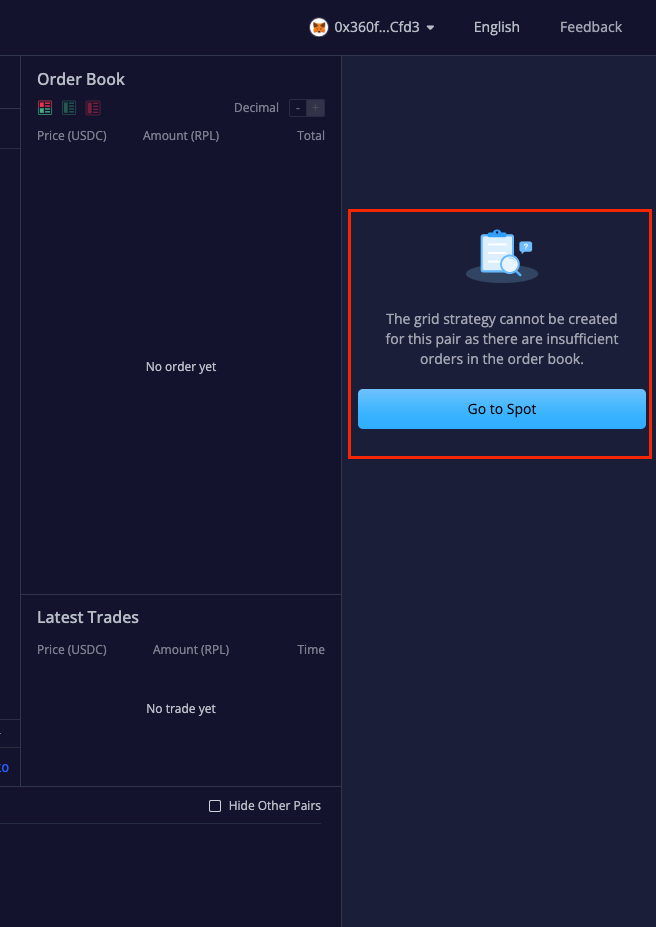 0x360f...Cfd3 English Feedback
Order Book
Decimal - +
Price (USDC) Amount (RPL) Total
?
The grid strategy cannot be created
for this pair as there are insufficient
orders in the order book.
No order yet
Go to Spot
Latest Trades
Price (USDC) Amount (RPL) Time
No trade yet
Hide Other Pairs